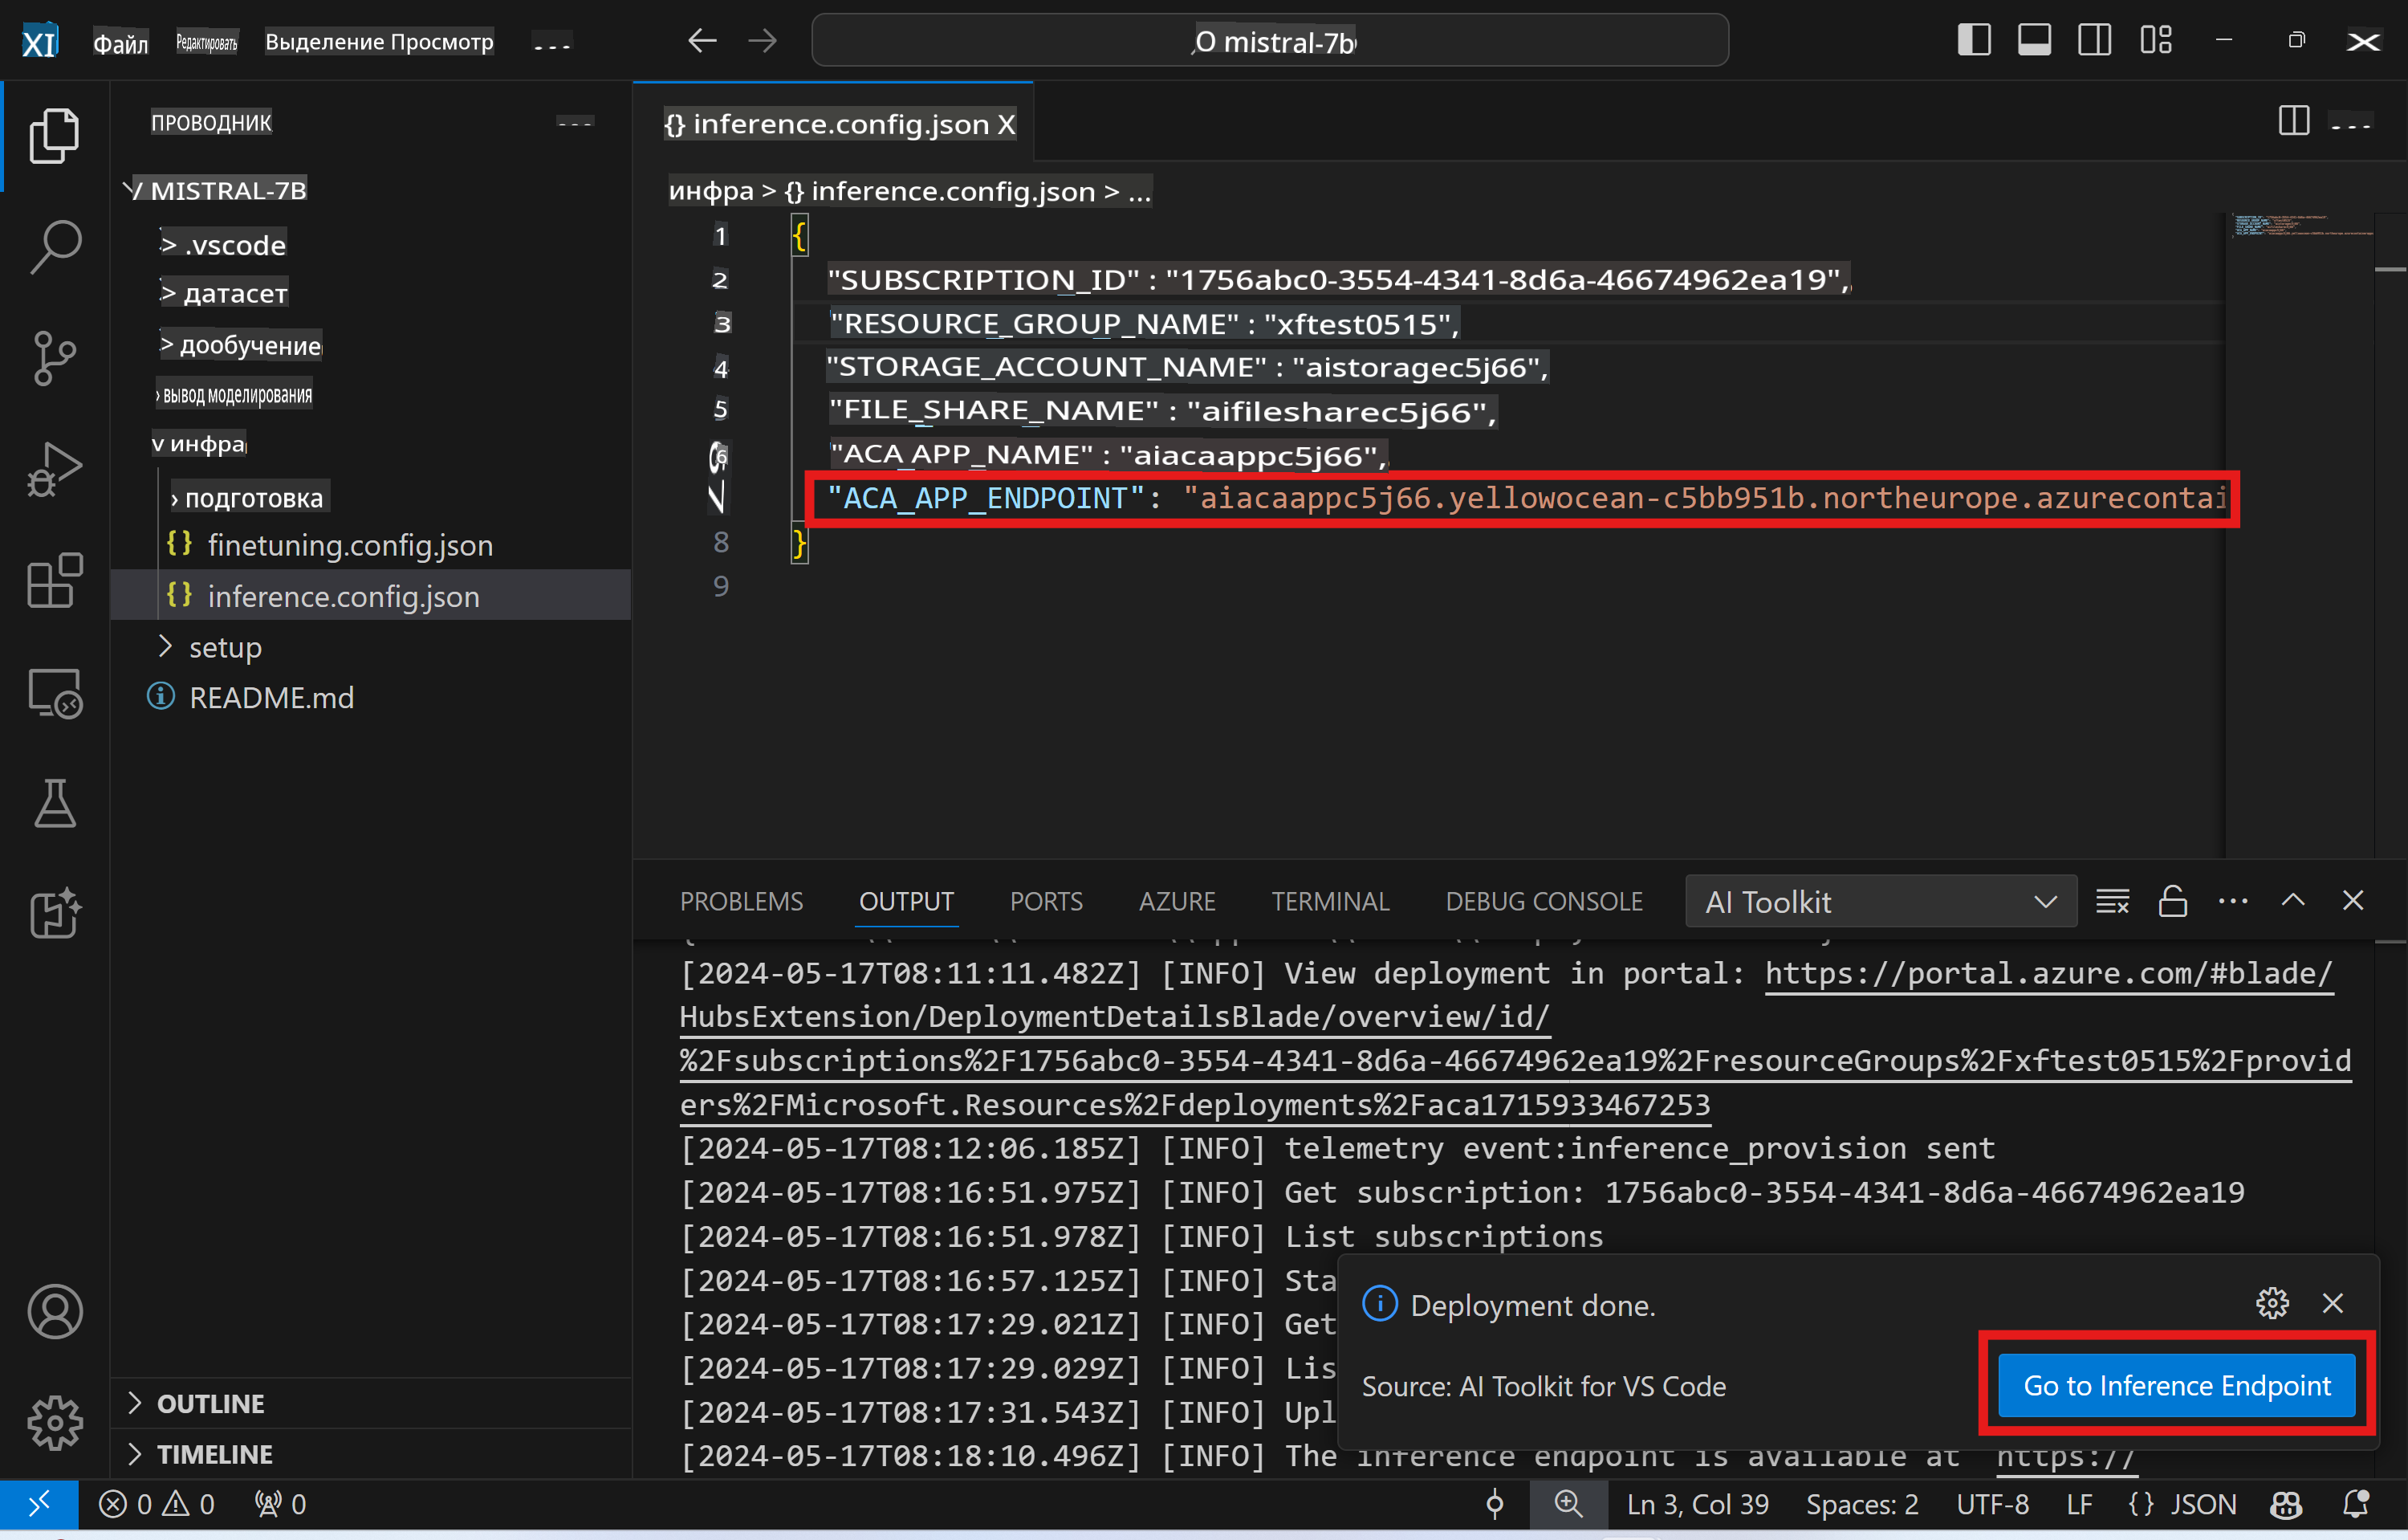 Файл Редактировать Выделение Просмотр ... O mistral-7b
ПРОВОДНИК ...
MISTRAL-7B
> .vscode
> датасет
> дообучение
› вывод моделирования
v инфра
› подготовка
{} finetuning.config.json
{} inference.config.json
> setup
README.md
OUTLINE
TIMELINE
{} inference.config.json X
инфра > {} inference.config.json > ...
1 {
2 "SUBSCRIPTION_ID" : "1756abc0-3554-4341-8d6a-46674962ea19",
3 "RESOURCE_GROUP_NAME" : "xftest0515",
4 "STORAGE_ACCOUNT_NAME" : "aistoragec5j66",
5 "FILE_SHARE_NAME" : "aifilesharec5j66",
6 "ACA_APP_NAME" : "aiacaappc5j66",
"ACA_APP_ENDPOINT": "aiacaappc5j66.yellowocean-c5bb951b.northeurope.azurecontai
8 }
9
PROBLEMS OUTPUT PORTS AZURE TERMINAL DEBUG CONSOLE AI Toolkit
[2024-05-17T08:11:11.482Z] [INFO] View deployment in portal: https://portal.azure.com/#blade/
HubsExtension/DeploymentDetailsBlade/overview/id/
%2Fsubscriptions%2F1756abc0-3554-4341-8d6a-46674962ea19%2FresourceGroups%2Fxftest0515%2Fprovid
ers%2FMicrosoft.Resources%2Fdeployments%2Faca1715933467253
[2024-05-17T08:12:06.185Z] [INFO] telemetry event:inference_provision sent
[2024-05-17T08:16:51.975Z] [INFO] Get subscription: 1756abc0-3554-4341-8d6a-46674962ea19
[2024-05-17T08:16:51.978Z] [INFO] List subscriptions
[2024-05-17T08:16:57.125Z] [INFO] Sta
[2024-05-17T08:17:29.021Z] [INFO] Get
[2024-05-17T08:17:29.029Z] [INFO] Lis
[2024-05-17T08:17:31.543Z] [INFO] Upl
[2024-05-17T08:18:10.496Z] [INFO] The inference endpoint is available at https://
Deployment done.
Source: AI Toolkit for VS Code
Go to Inference Endpoint
0 0 0 Ln 3, Col 39 Spaces: 2 UTF-8 LF {} JSON